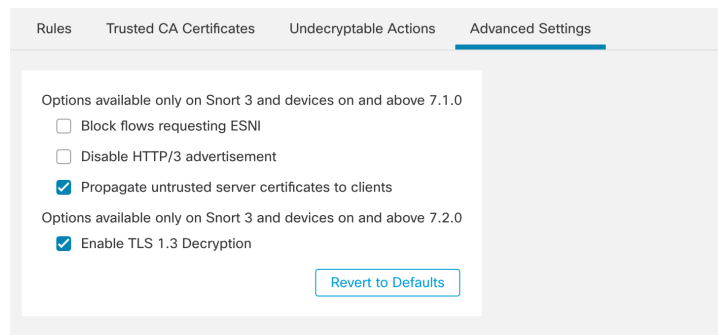 Rules Trusted CA Certificates Undecryptable Actions Advanced Settings
Options available only on Snort 3 and devices on and above 7.1.0
Block flows requesting ESNI
Disable HTTP/3 advertisement
Propagate untrusted server certificates to clients
Options available only on Snort 3 and devices on and above 7.2.0
Enable TLS 1.3 Decryption
Revert to Defaults